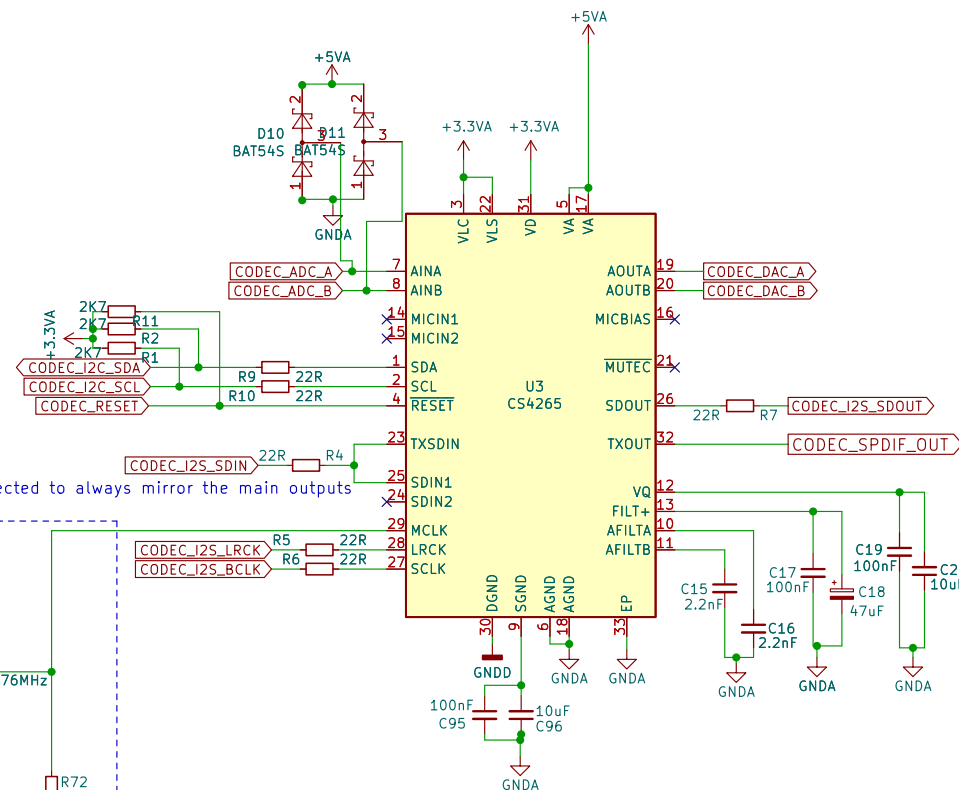 +5VA
+5VA
2
2
D10
3
D11
3
BAT54S
BAT54S
1
1
GNDA
+3.3VA
+3.3VA
3
22
31
5
17
VLC
VLS
VD
VA
VA
CODEC_ADC_A
7
AINA
AOUTA
19
CODEC_DAC_A
CODEC_ADC_B
8
AINB
AOUTB
20
CODEC_DAC_B
+3.3VA
2K7
R11
2K7
R2
2K7
R1
14
MICIN1
MICBIAS
16
15
MICIN2
CODEC_I2C_SDA
R9
22R
1
SDA
MUTEC
21
CODEC_I2C_SCL
R10
22R
2
SCL
U3
CS4265
CODEC_RESET
4
RESET
SDOUT
26
22R
R7
CODEC_I2S_SDOUT
23
TXSDIN
TXOUT
32
CODEC_SPDIF_OUT
CODEC_I2S_SDIN
22R
R4
25
SDIN1
VQ
12
ected to always mirror the main outputs
24
SDIN2
FILT+
13
29
MCLK
AFILTA
10
CODEC_I2S_LRCK
R5
22R
28
LRCK
AFILTB
11
CODEC_I2S_BCLK
R6
22R
27
SCLK
C15
2.2nF
C16
2.2nF
C17
100nF
C18
47uF
C19
100nF
C2
10u
DGND
SGND
AGND
AGND
EP
30
9
6
18
33
GNDD
GNDA
GNDA
GNDA
GNDA
GNDA
76MHz
100nF
C95
10uF
C96
GNDA
R72